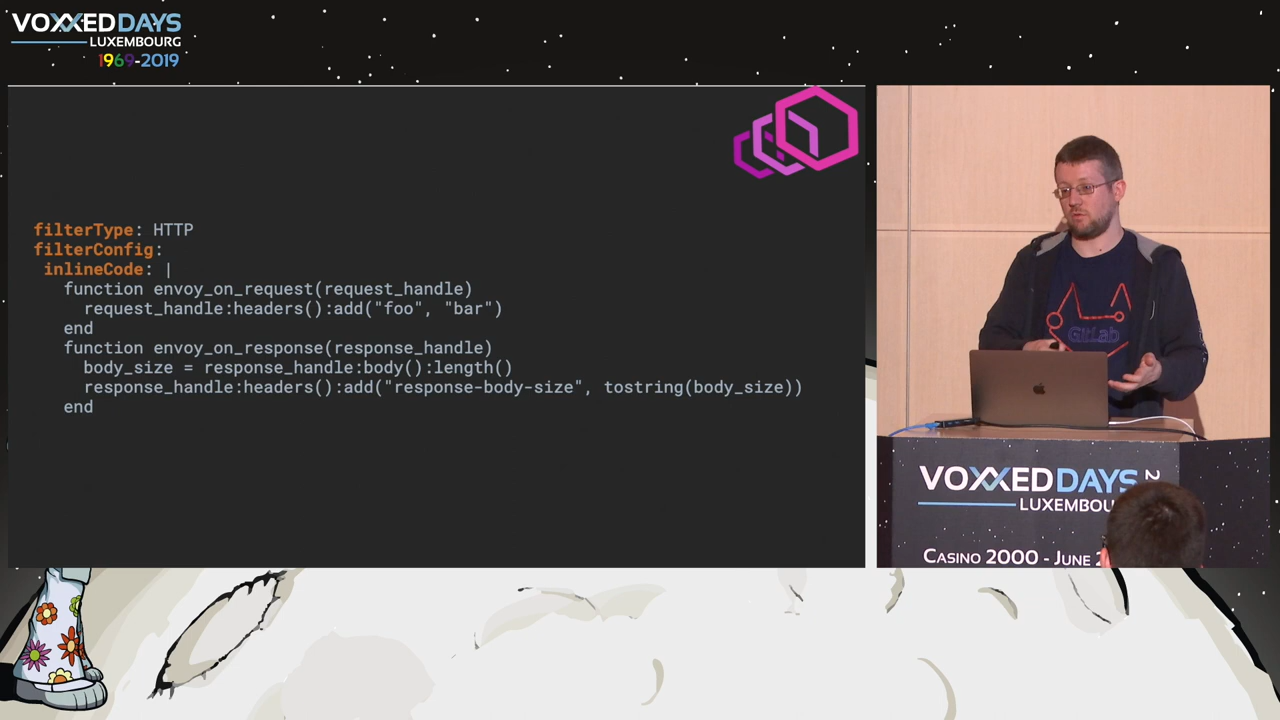 VOXXED DAYS
LUXEMBOURG
1969-2019
filterType: HTTP
filterConfig:
inlineCode: |
function envoy_on_request(request_handle)
request_handle:headers():add("foo", "bar")
end
function envoy_on_response(response_handle)
body_size = response_handle:body():length()
response_handle:headers():add("response-body-size", tostring(body_size))
end
GitLab
VOXXED DAYS 2
LUXEMBOU
CASINO 2000 - JUNE 2